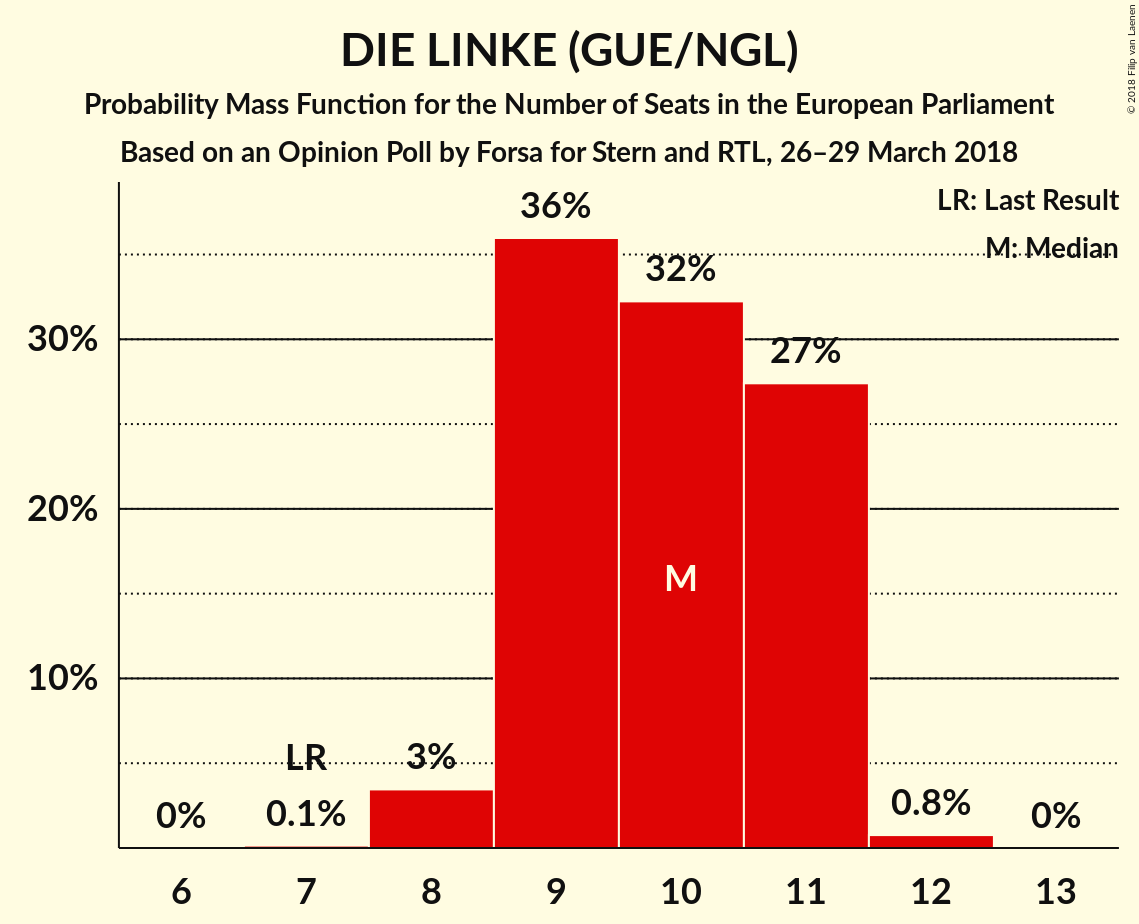 DIE LINKE (GUE/NGL)
Probability Mass Function for the Number of Seats in the European Parliament
Based on an Opinion Poll by Forsa for Stern and RTL, 26–29 March 2018
© 2018 Filip van Laenen
LR: Last Result
M: Median
36%
32%
27%
30%
20%
M
10%
LR
3%
0%
0.1%
0.8%
0%
6 7 8 9 10 11 12 13